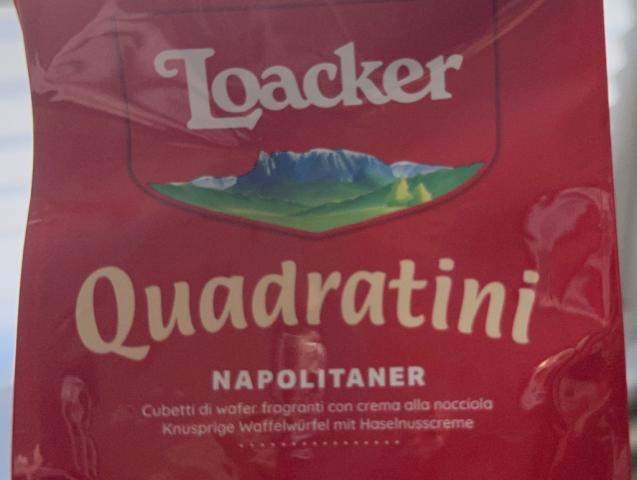 Loacker
Quadratini
NAPOLITANER
Cubetti di wafer fragranti con crema alla nocciola
Knusprige Waffelwürfel mit Haselnusscreme